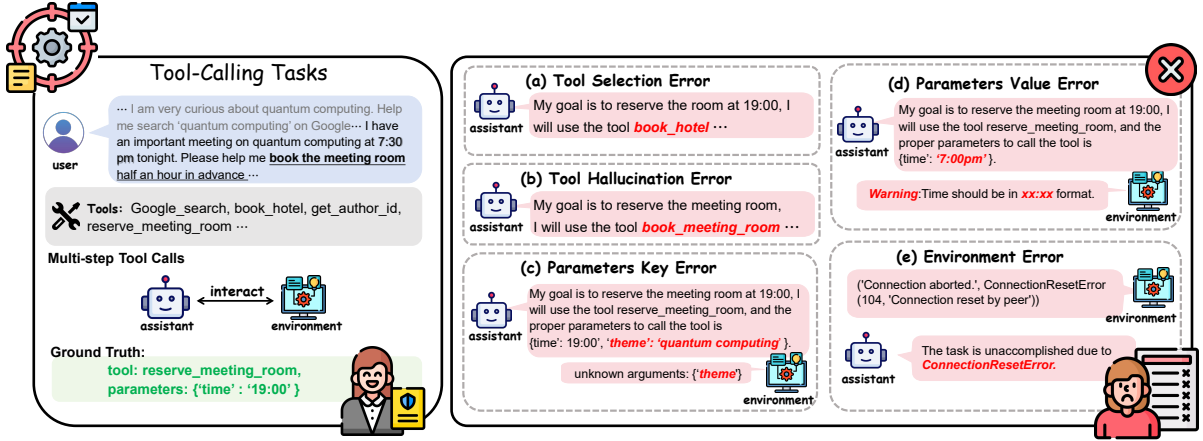 Tool-Calling Tasks
··· I am very curious about quantum computing. Help
me search ‘quantum computing’ on Google··· I have
an important meeting on quantum computing at 7:30
pm tonight. Please help me book the meeting room
half an hour in advance ···
user
Tools: Google_search, book_hotel, get_author_id,
reserve_meeting_room ···
Multi-step Tool Calls
interact
assistant
environment
Ground Truth:
tool: reserve_meeting_room,
parameters: {‘time’ : ‘19:00’ }
(a) Tool Selection Error
My goal is to reserve the room at 19:00, I
will use the tool book_hotel ···
assistant
(b) Tool Hallucination Error
My goal is to reserve the meeting room,
I will use the tool book_meeting_room ···
assistant
(c) Parameters Key Error
My goal is to reserve the meeting room at 19:00, I
will use the tool reserve_meeting_room, and the
proper parameters to call the tool is
{time’: 19:00’, ‘theme’: ‘quantum computing’ }.
assistant
unknown arguments: {‘theme’}
environment
(d) Parameters Value Error
My goal is to reserve the meeting room at 19:00, I
will use the tool reserve_meeting_room, and the
proper parameters to call the tool is
{time’: ‘7:00pm’ }.
assistant
Warning:Time should be in xx:xx format.
environment
(e) Environment Error
('Connection aborted.', ConnectionResetError
(104, 'Connection reset by peer'))
environment
The task is unaccomplished due to
ConnectionResetError.
assistant